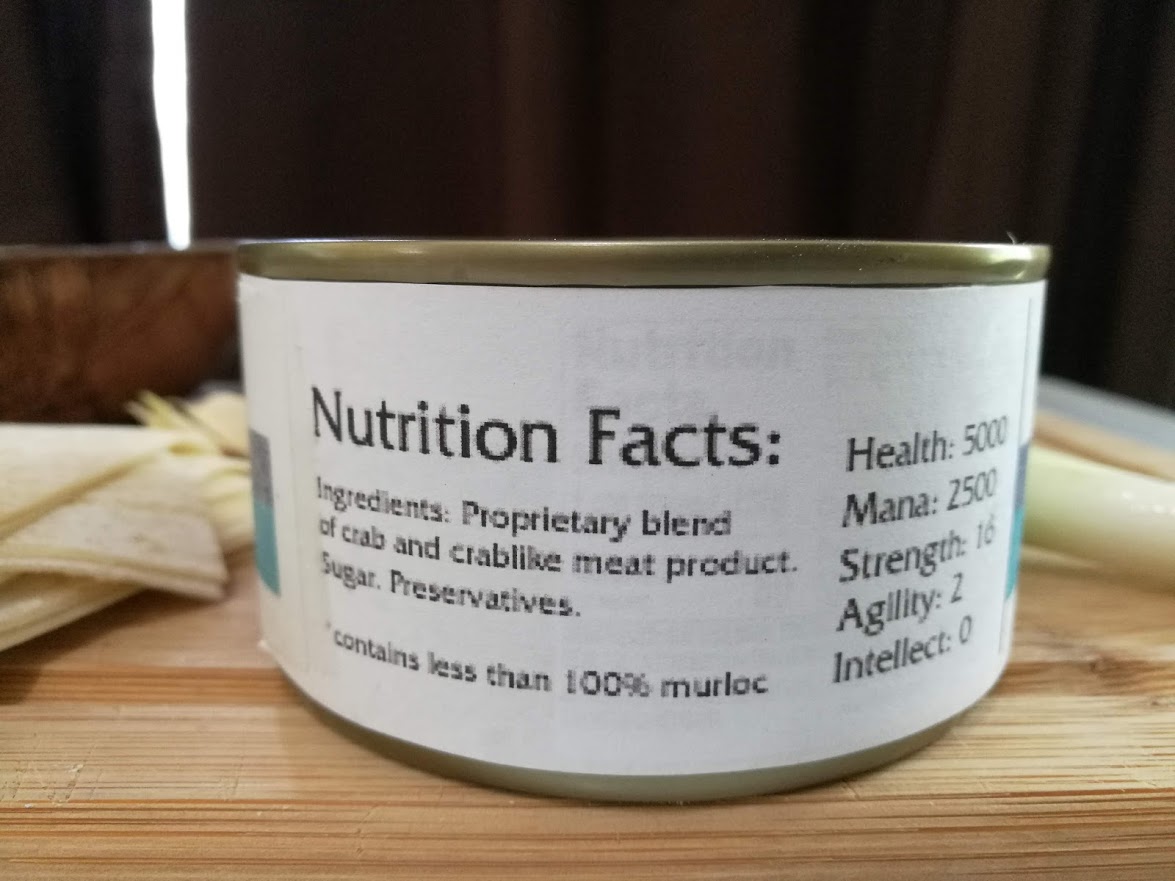 Nutrition Facts:
Ingredients: Proprietary blend
of crab and crablike meat product.
Sugar. Preservatives.
*contains less than 100% murloc
Health: 5000
Mana: 2500
Strength: 16
Agility: 2
Intellect: 0